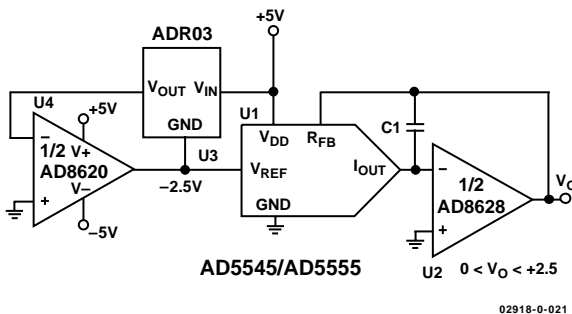 +5V
ADR03
VOUT VIN
GND
U3
U4
+5V
– V+
1/2
AD8620
V–
+
–5V
–2.5V
U1
VDD RFB
VREF IOUT
GND
C1
–
1/2
AD8628
+
U2
VO
0 < VO < +2.5
AD5545/AD5555
02918-0-021